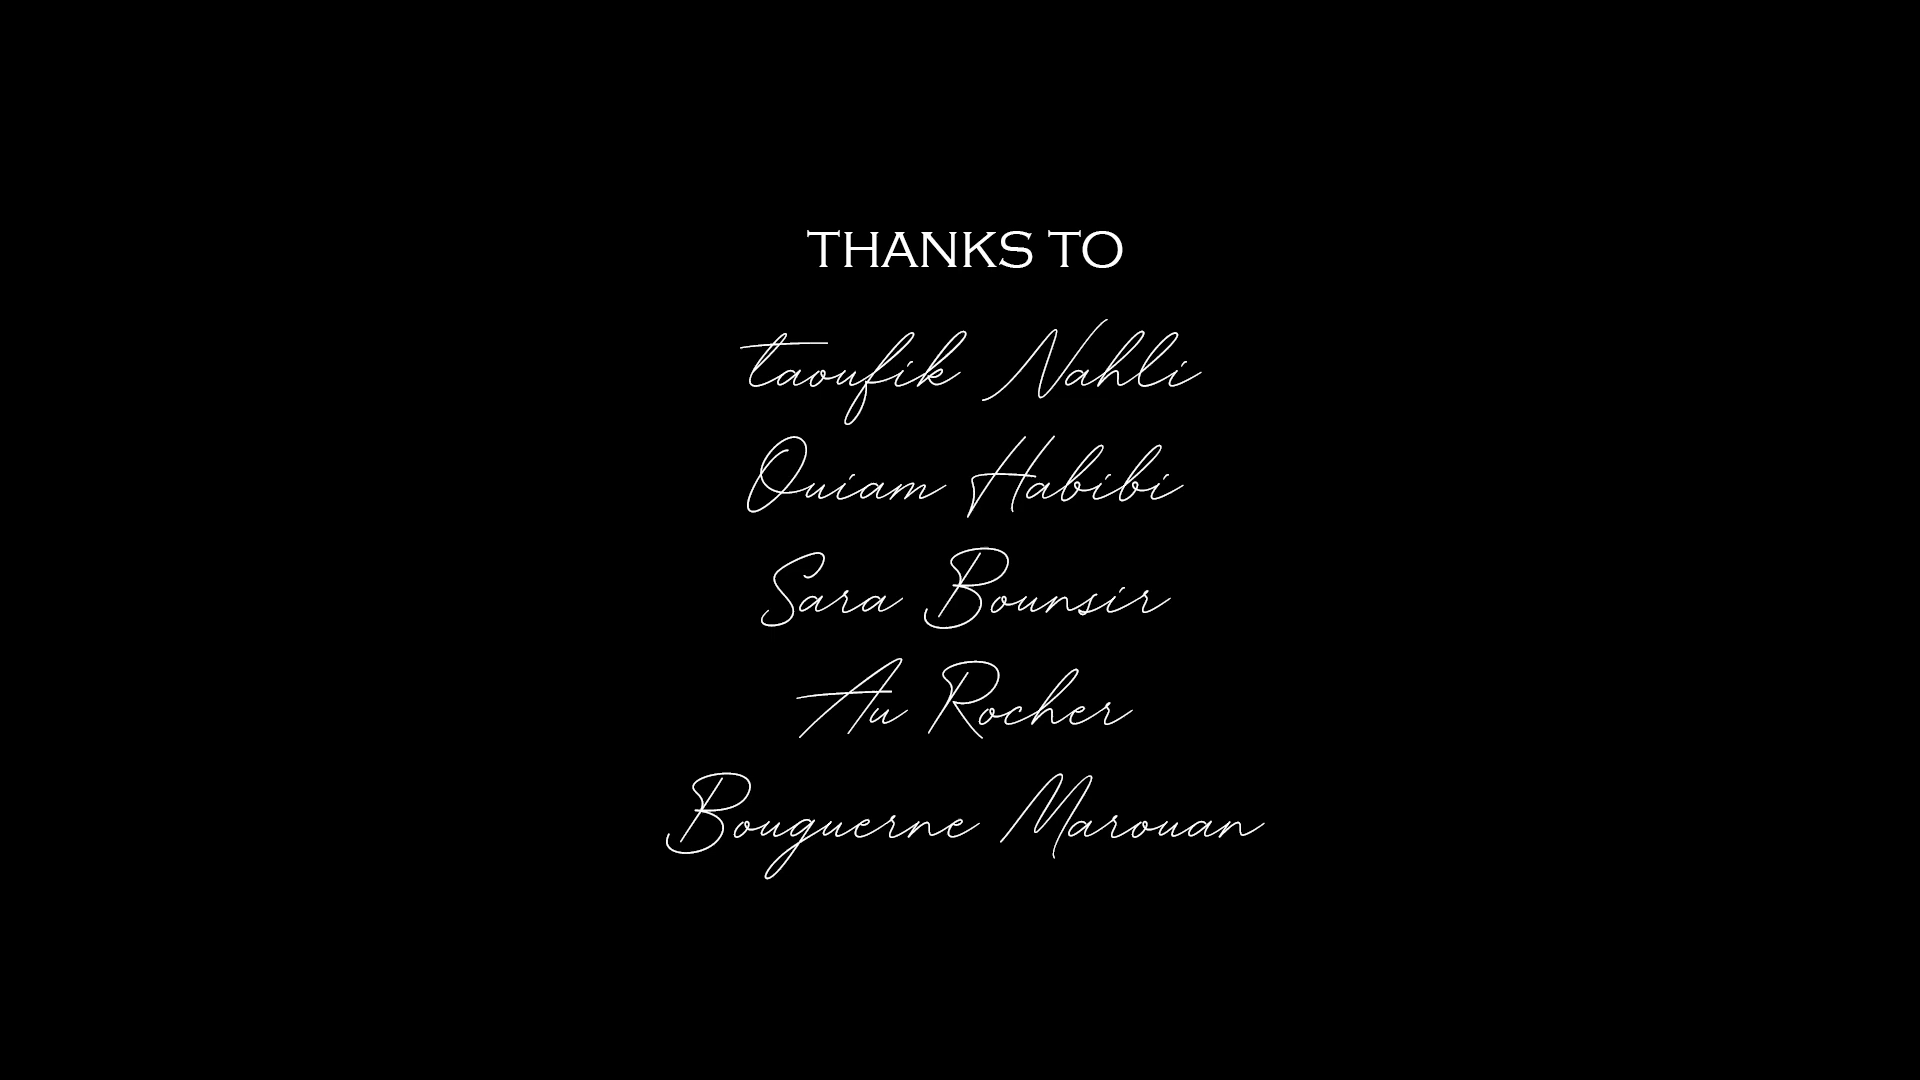 THANKS TO
taoufik Nahli
Ouiam Habibi
Sara Bounsir
Au Rocher
Bouguerne Marouan